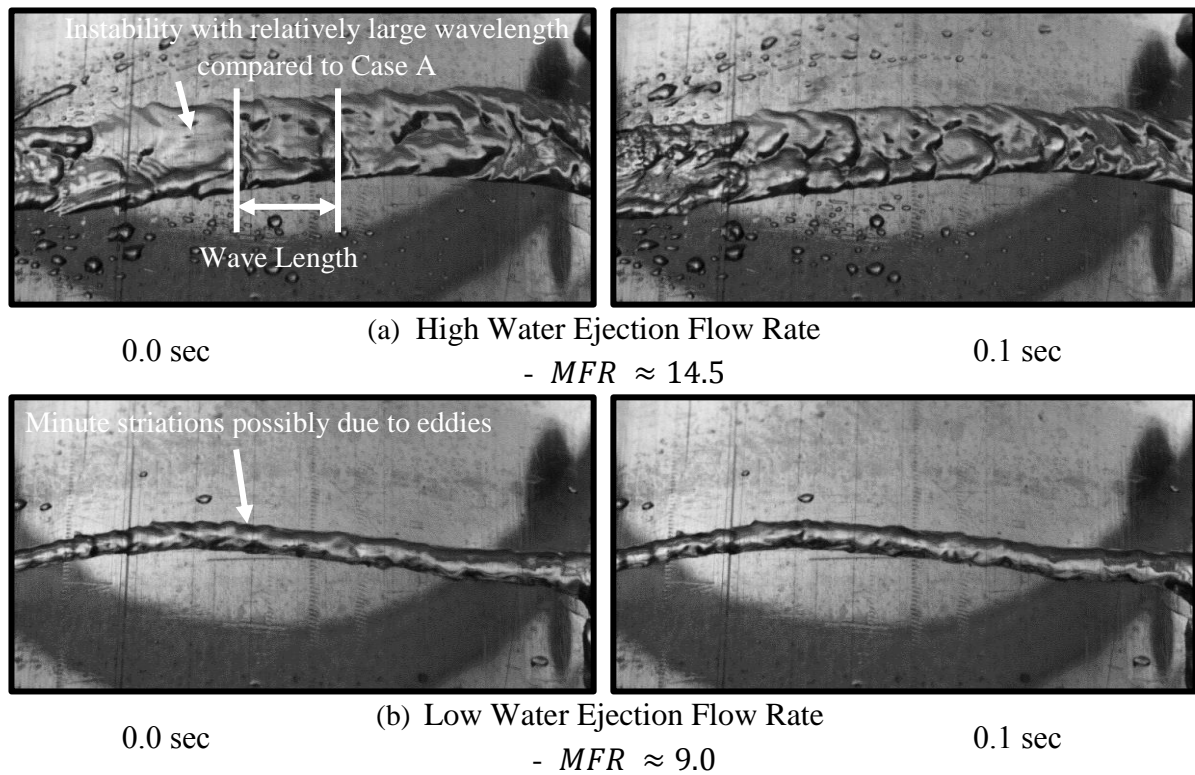 Instability with relatively large wavelength
compared to Case A
Wave Length
0.0 sec
(a) High Water Ejection Flow Rate
- MFR ≈ 14.5
0.1 sec
Minute striations possibly due to eddies
0.0 sec
(b) Low Water Ejection Flow Rate
- MFR ≈ 9.0
0.1 sec